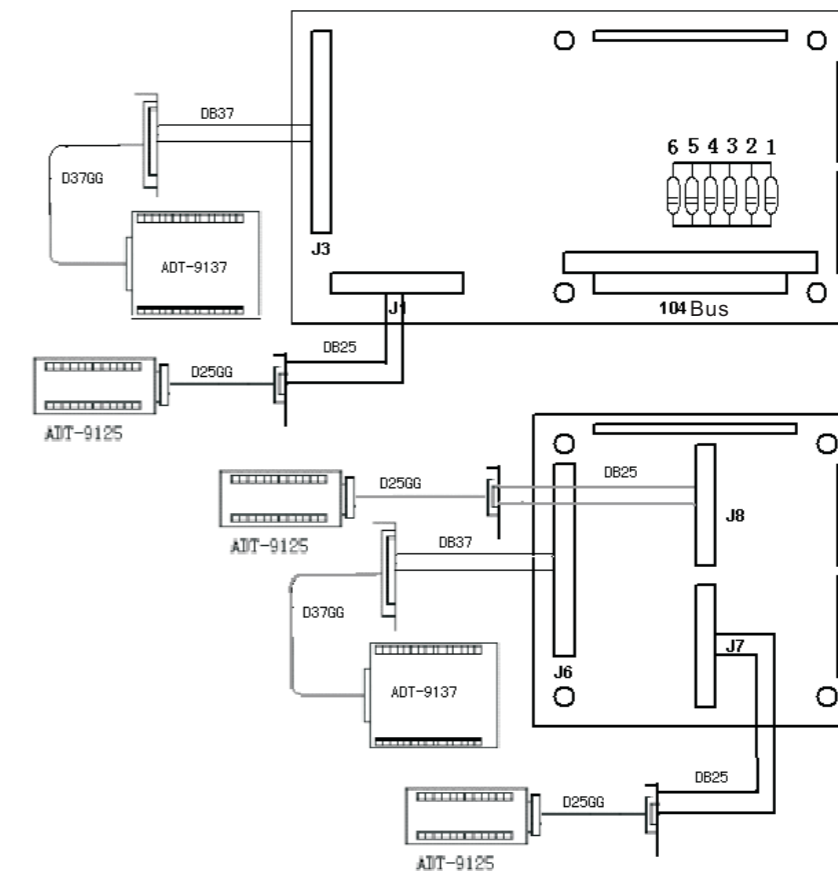 DB37
6 5 4 3 2 1
D37GG
J3
ADT-9137
J1
104 Bus
DB25
D25GG
ADT-9125
D25GG
DB25
J8
ADT-9125
DB37
D37GG
J7
J6
ADT-9137
DB25
D25GG
ADT-9125